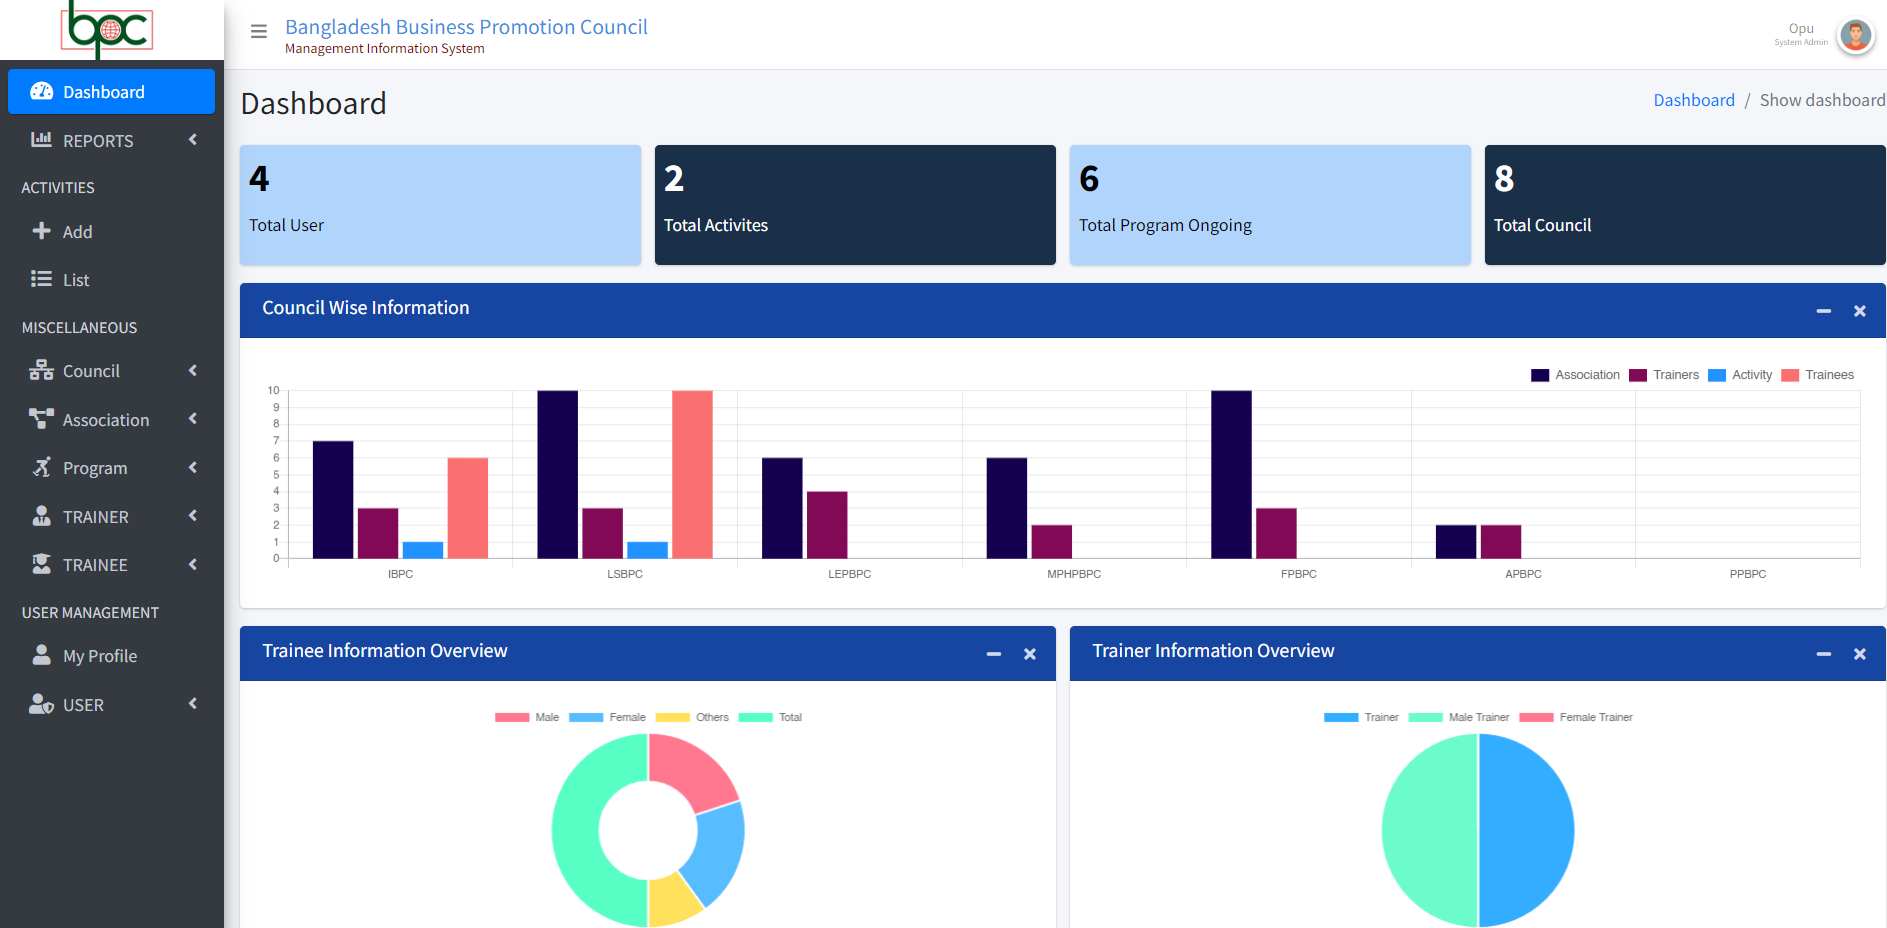 bpc
Bangladesh Business Promotion Council
Management Information System
Opu
System Admin
Dashboard
REPORTS
ACTIVITIES
Add
List
MISCELLANEOUS
Council
Association
Program
TRAINER
TRAINEE
USER MANAGEMENT
My Profile
USER
Dashboard
Dashboard / Show dashboard
4
Total User
2
Total Activites
6
Total Program Ongoing
8
Total Council
Council Wise Information
Association Trainers Activity Trainees
10
9
8
7
6
5
4
3
2
1
0
IBPC LSBPC LEPBPC MPHPBPC FPBPC APBPC PPBPC
Trainee Information Overview
Male Female Others Total
Trainer Information Overview
Trainer Male Trainer Female Trainer